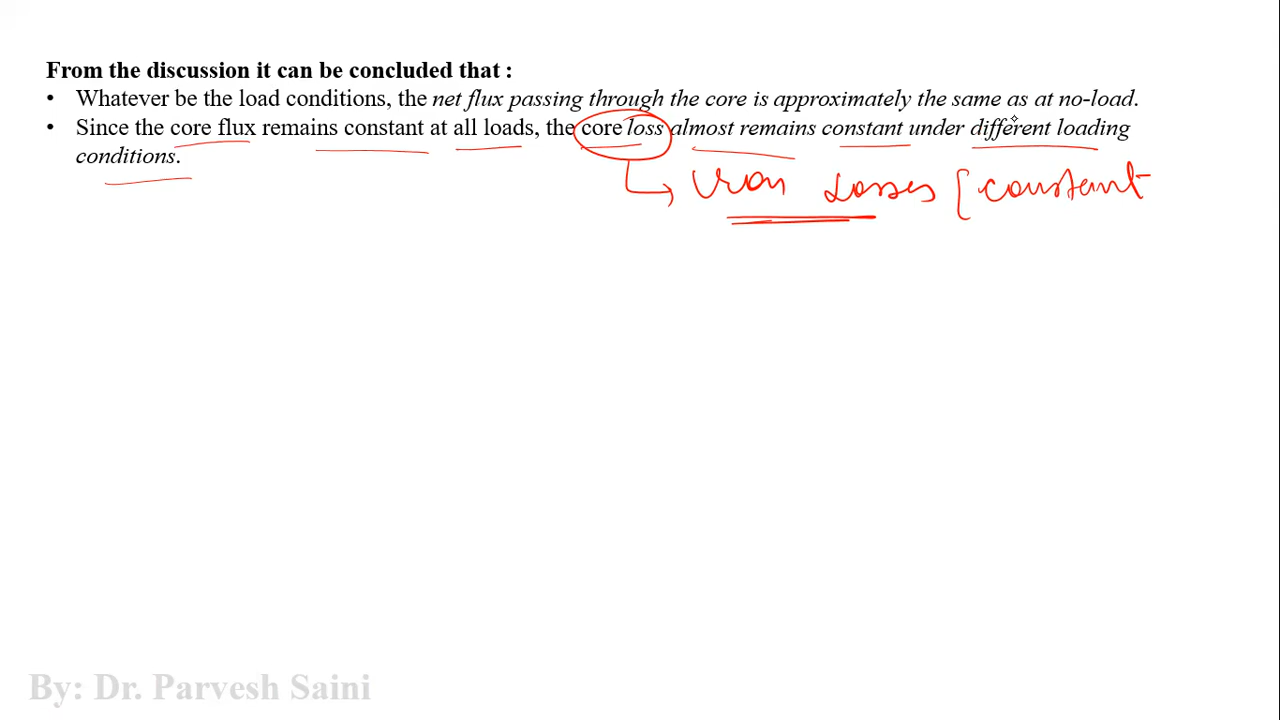 From the discussion it can be concluded that :
• Whatever be the load conditions, the net flux passing through the core is approximately the same as at no-load.
• Since the core flux remains constant at all loads, the core loss almost remains constant under different loading
conditions.
Iron Losses [constant
By: Dr. Parvesh Saini